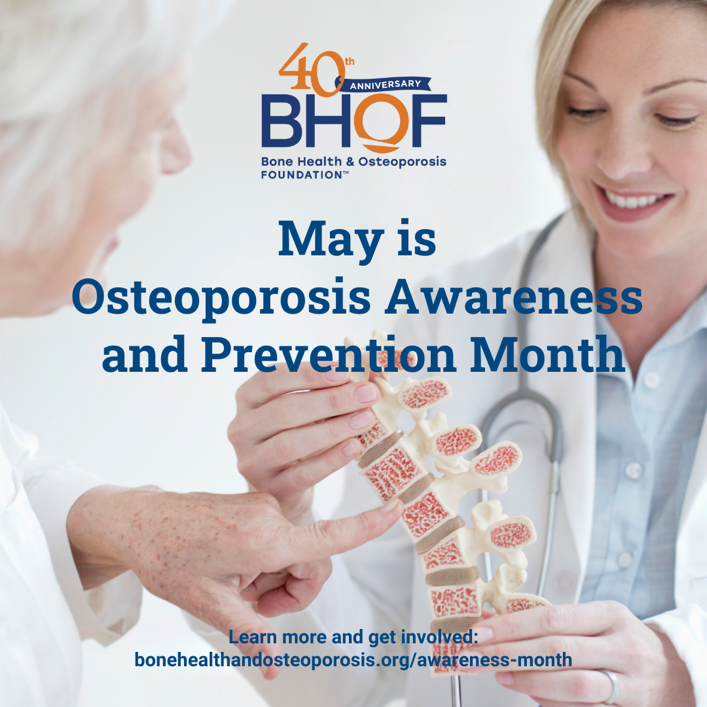 40th
ANNIVERSARY
BHOF
Bone Health & Osteoporosis
FOUNDATION™
May is
Osteoporosis Awareness
and Prevention Month
Learn more and get involved:
bonehealthandosteoporosis.org/awareness-month